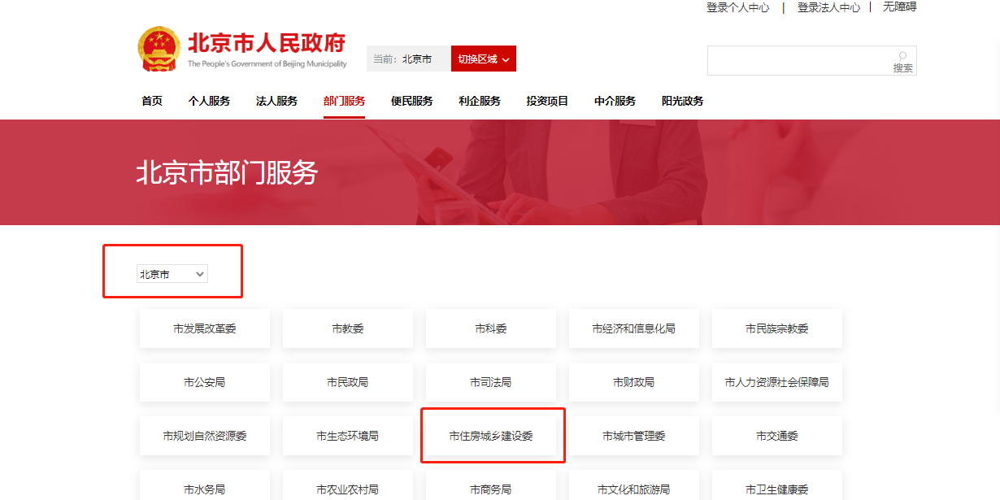 登录个人中心 | 登录法人中心 | 无障碍
北京市人民政府
The People's Government of Beijing Municipality
当前：北京市 切换区域
搜索
首页 个人服务 法人服务 部门服务 便民服务 利企服务 投资项目 中介服务 阳光政务
北京市部门服务
北京市
市发展改革委 市教委 市科委 市经济和信息化局 市民族宗教委
市公安局 市民政局 市司法局 市财政局 市人力资源社会保障局
市规划自然资源委 市生态环境局 市住房城乡建设委 市城市管理委 市交通委
市水务局 市农业农村局 市商务局 市文化和旅游局 市卫生健康委